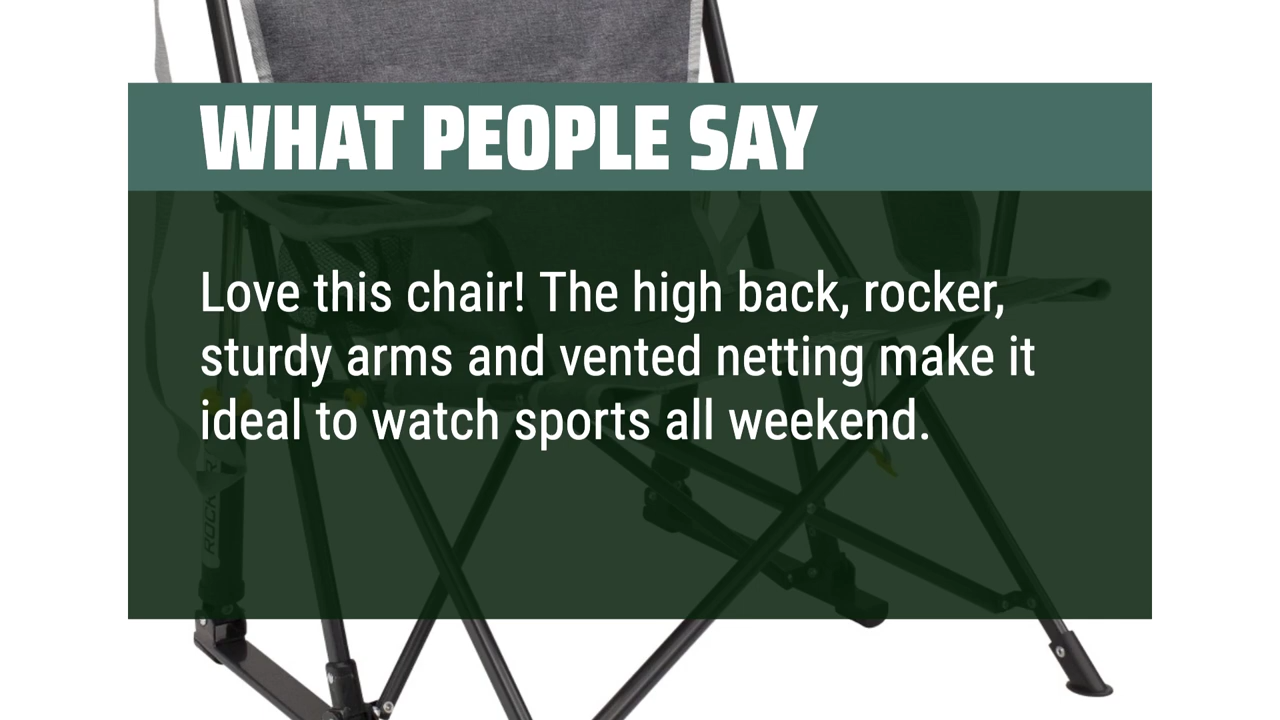 WHAT PEOPLE SAY
Love this chair! The high back, rocker,
sturdy arms and vented netting make it
ideal to watch sports all weekend.